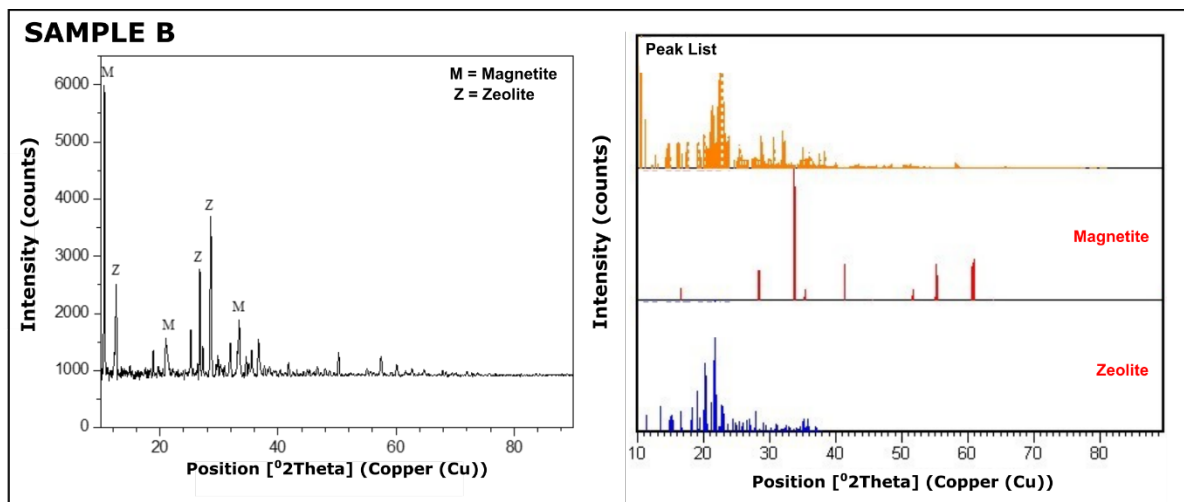 SAMPLE B
M = Magnetite
Z = Zeolite
Intensity (counts)
6000
5000
4000
3000
2000
1000
0
M
Z
M
Z
Z
M
20
40
60
80
Position [⁰2Theta] (Copper (Cu))
Peak List
Intensity (counts)
Magnetite
Zeolite
10
20
30
40
50
60
70
80
Position [⁰2Theta] (Copper (Cu))